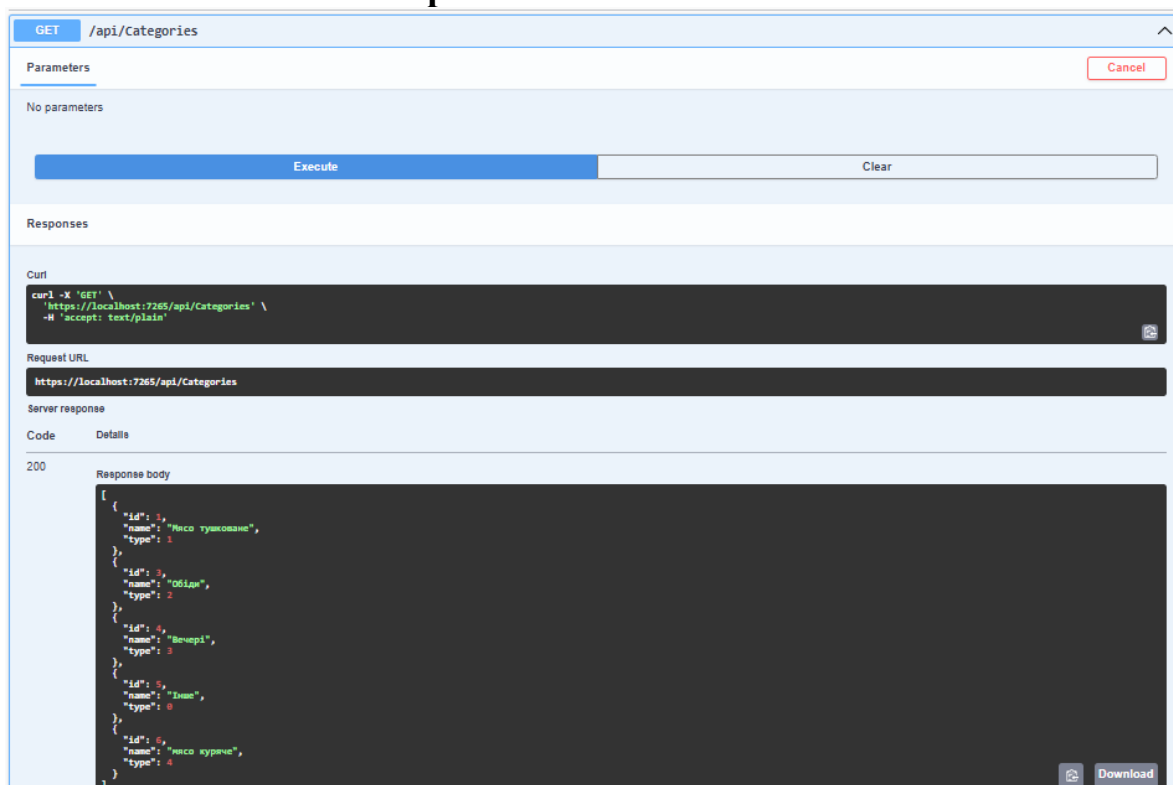 GET /api/Categories
Parameters
Cancel
No parameters
Execute
Clear
Responses
Curl
curl -X 'GET' \
'https://localhost:7265/api/Categories' \
-H 'accept: text/plain'
Request URL
https://localhost:7265/api/Categories
Server response
Code Details
200
Response body
[
{
"id": 1,
"name": "Мясо тушковане",
"type": 1
},
{
"id": 3,
"name": "Обіди",
"type": 2
},
{
"id": 4,
"name": "Вечері",
"type": 3
},
{
"id": 5,
"name": "Інше",
"type": 0
},
{
"id": 6,
"name": "мясо куряче",
"type": 4
}
]
Download